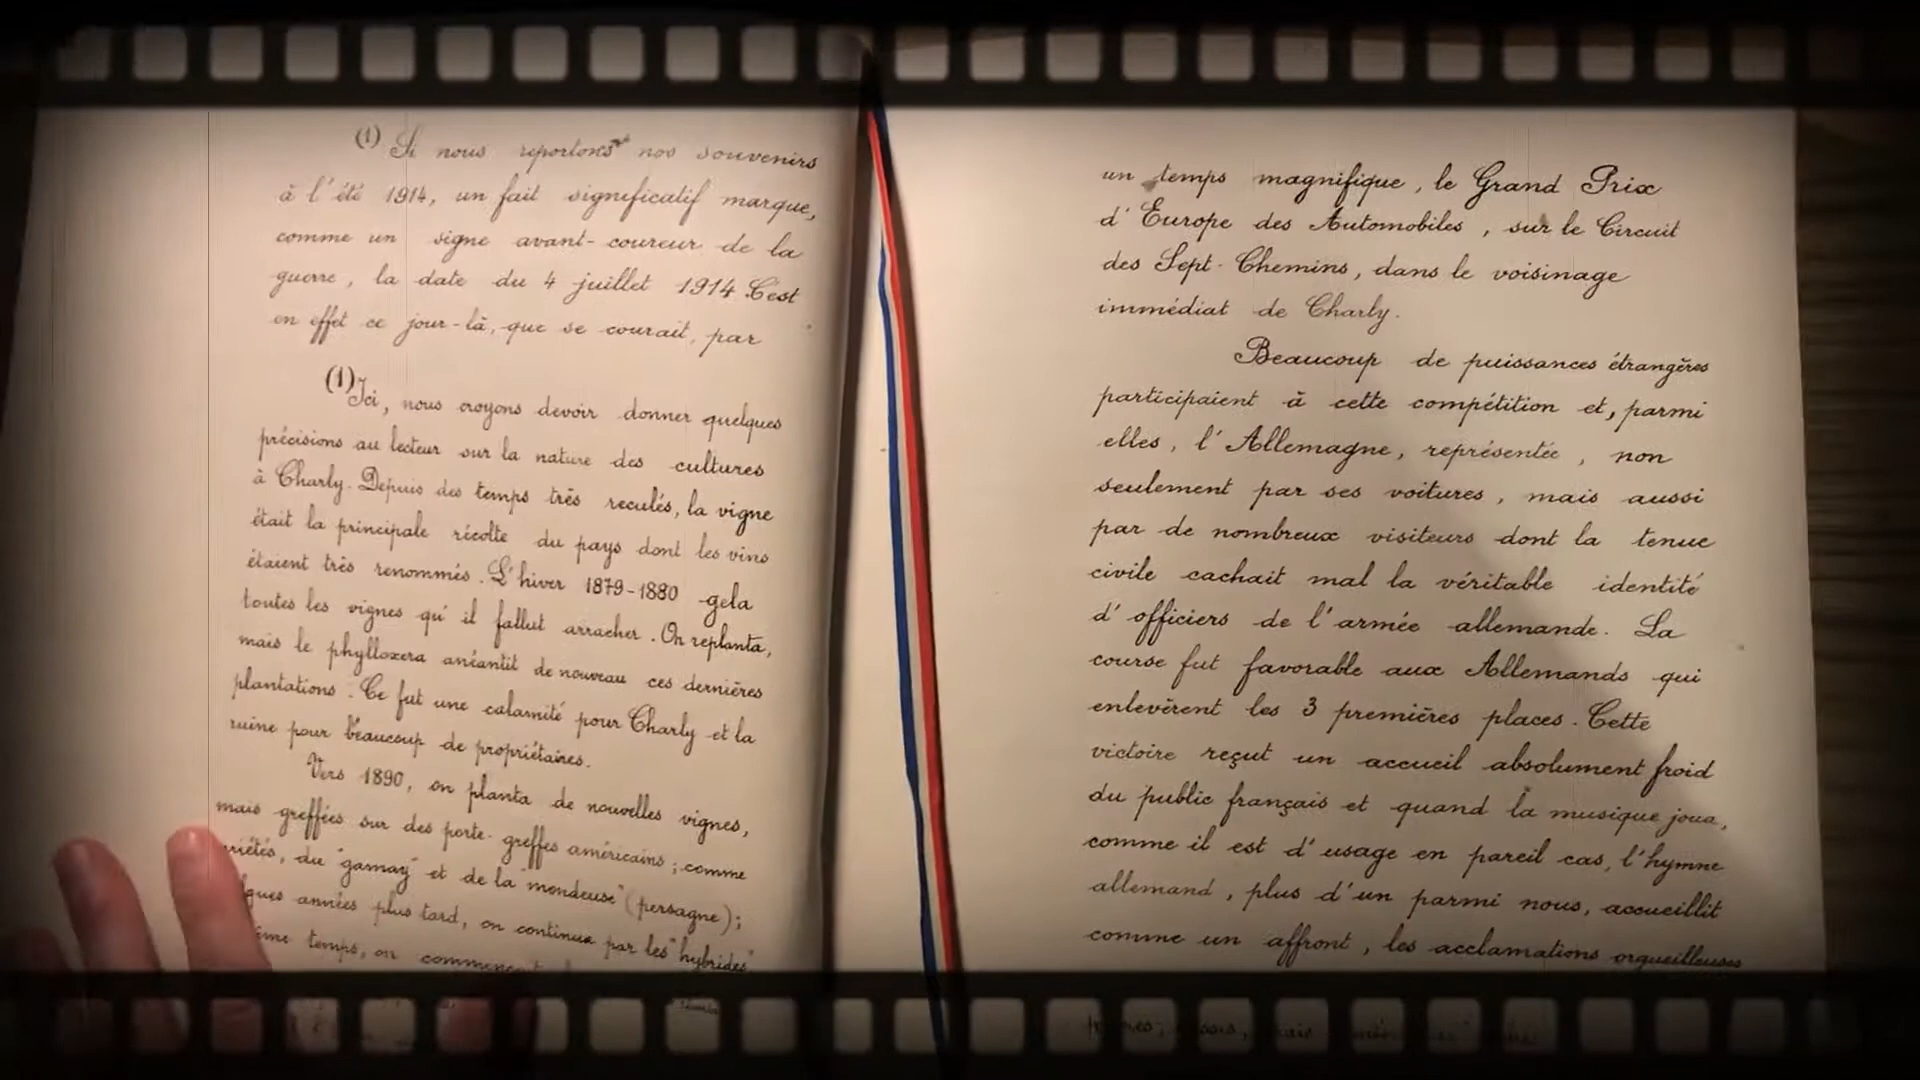 (1) Si nous reportons nos souvenirs
à l'été 1914, un fait significatif marque,
comme un signe avant-coureur de la
guerre, la date du 4 juillet 1914 C'est
en effet ce jour-là, que se courait, par
(1) Ici, nous croyons devoir donner quelques
précisions au lecteur sur la nature des cultures
à Charly. Depuis des temps très reculés, la vigne
était la principale récolte du pays dont les vins
étaient très renommés. L'hiver 1879-1880 gela
toutes les vignes qu'il fallut arracher. On replanta,
mais le phylloxera anéantit de nouveau ces dernières
plantations. Ce fut une calamité pour Charly et la
ruine pour beaucoup de propriétaires.
Vers 1890, on planta de nouvelles vignes,
mais greffées sur des porte-greffes américains ; comme
riétés, du "gamay" et de la "mondeuse" (persagne) ;
lques années plus tard, on continua par les "hybrides"
ême temps, on commença
un temps magnifique, le Grand Prix
d'Europe des Automobiles, sur le Circuit
des Sept-Chemins, dans le voisinage
immédiat de Charly.
Beaucoup de puissances étrangères
participaient à cette compétition et, parmi
elles, l'Allemagne, représentée, non
seulement par ses voitures, mais aussi
par de nombreux visiteurs dont la tenue
civile cachait mal la véritable identité
d'officiers de l'armée allemande. La
course fut favorable aux Allemands qui
enlevèrent les 3 premières places. Cette
victoire reçut un accueil absolument froid
du public français et quand la musique joua,
comme il est d'usage en pareil cas, l'hymne
allemand, plus d'un parmi nous, accueillit
comme un affront, les acclamations orgueilleuses